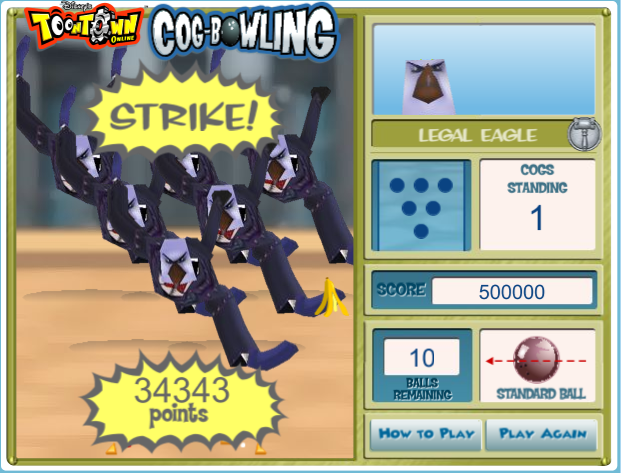 Disney's
TOONTOWN
ONLINE
COG-BOWLING
STRIKE!
LEGAL EAGLE
COGS
STANDING
1
SCORE 500000
10
BALLS
REMAINING
STANDARD BALL
34343
points
HOW TO PLAY
PLAY AGAIN